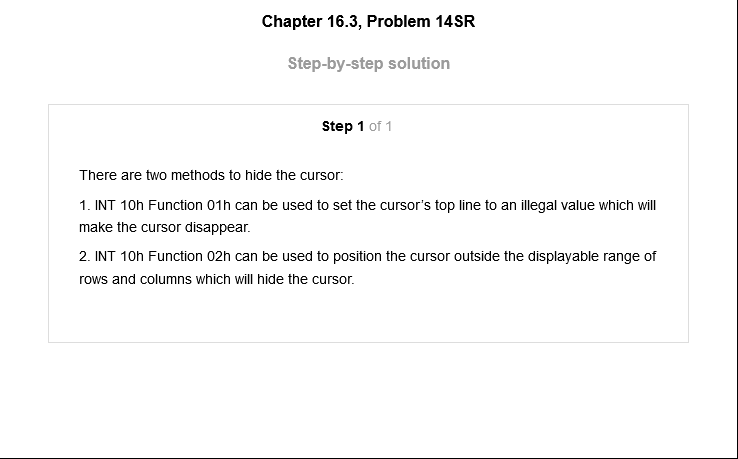 Chapter 16.3, Problem 14SR
Step-by-step solution
Step 1 of 1
There are two methods to hide the cursor:
1. INT 10h Function 01h can be used to set the cursor’s top line to an illegal value which will
make the cursor disappear.
2. INT 10h Function 02h can be used to position the cursor outside the displayable range of
rows and columns which will hide the cursor.